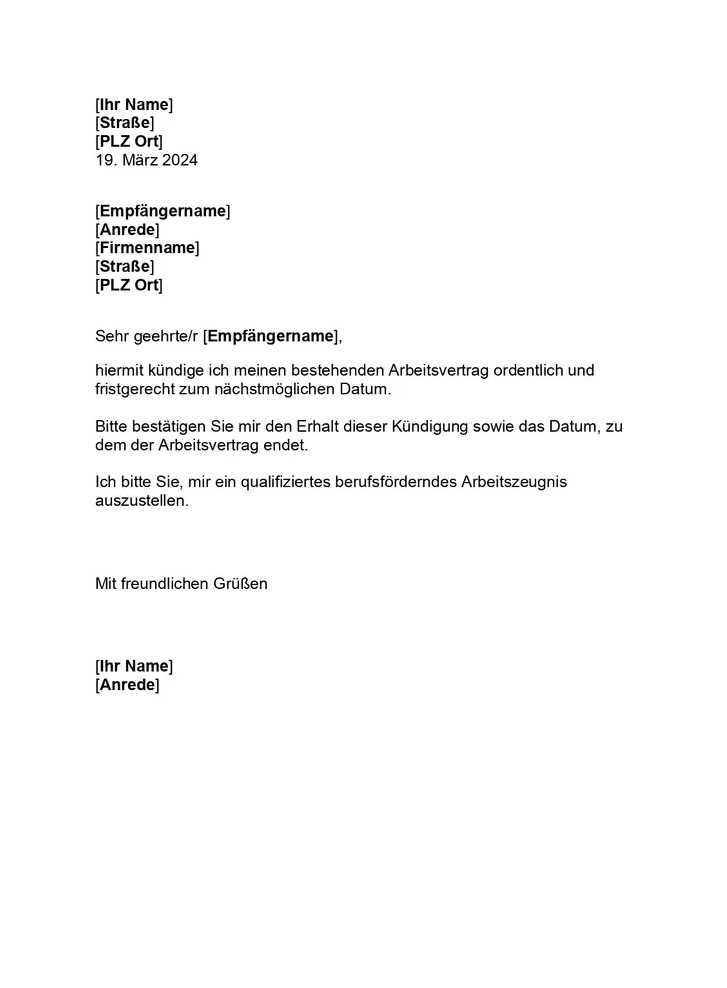 [Ihr Name]
[Straße]
[PLZ Ort]
19. März 2024
[Empfängername]
[Anrede]
[Firmenname]
[Straße]
[PLZ Ort]
Sehr geehrte/r [Empfängername],
hiermit kündige ich meinen bestehenden Arbeitsvertrag ordentlich und
fristgerecht zum nächstmöglichen Datum.
Bitte bestätigen Sie mir den Erhalt dieser Kündigung sowie das Datum, zu
dem der Arbeitsvertrag endet.
Ich bitte Sie, mir ein qualifiziertes berufsförderndes Arbeitszeugnis
auszustellen.
Mit freundlichen Grüßen
[Ihr Name]
[Anrede]